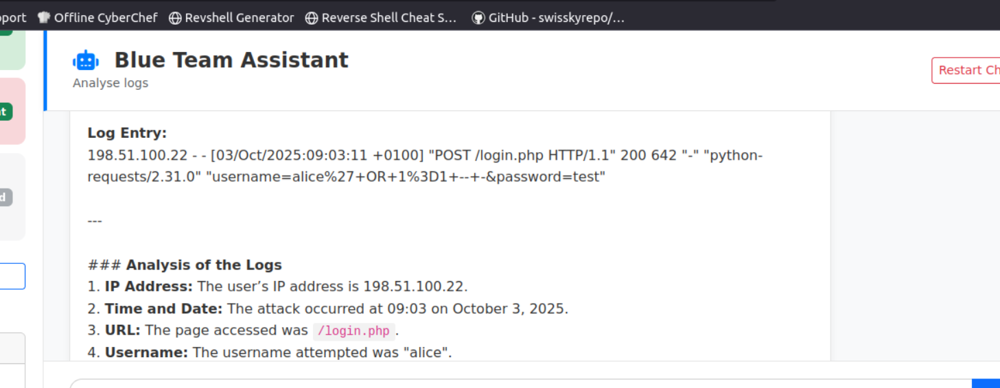 port Offline CyberChef Revshell Generator Reverse Shell Cheat S... GitHub - swisskyrepo/...
Blue Team Assistant
Analyse logs
Restart Ch
t
d
Log Entry:
198.51.100.22 - - [03/Oct/2025:09:03:11 +0100] "POST /login.php HTTP/1.1" 200 642 "-" "python-
requests/2.31.0" "username=alice%27+OR+1%3D1+--+-&password=test"
---
### Analysis of the Logs
1. IP Address: The user’s IP address is 198.51.100.22.
2. Time and Date: The attack occurred at 09:03 on October 3, 2025.
3. URL: The page accessed was /login.php .
4. Username: The username attempted was "alice".